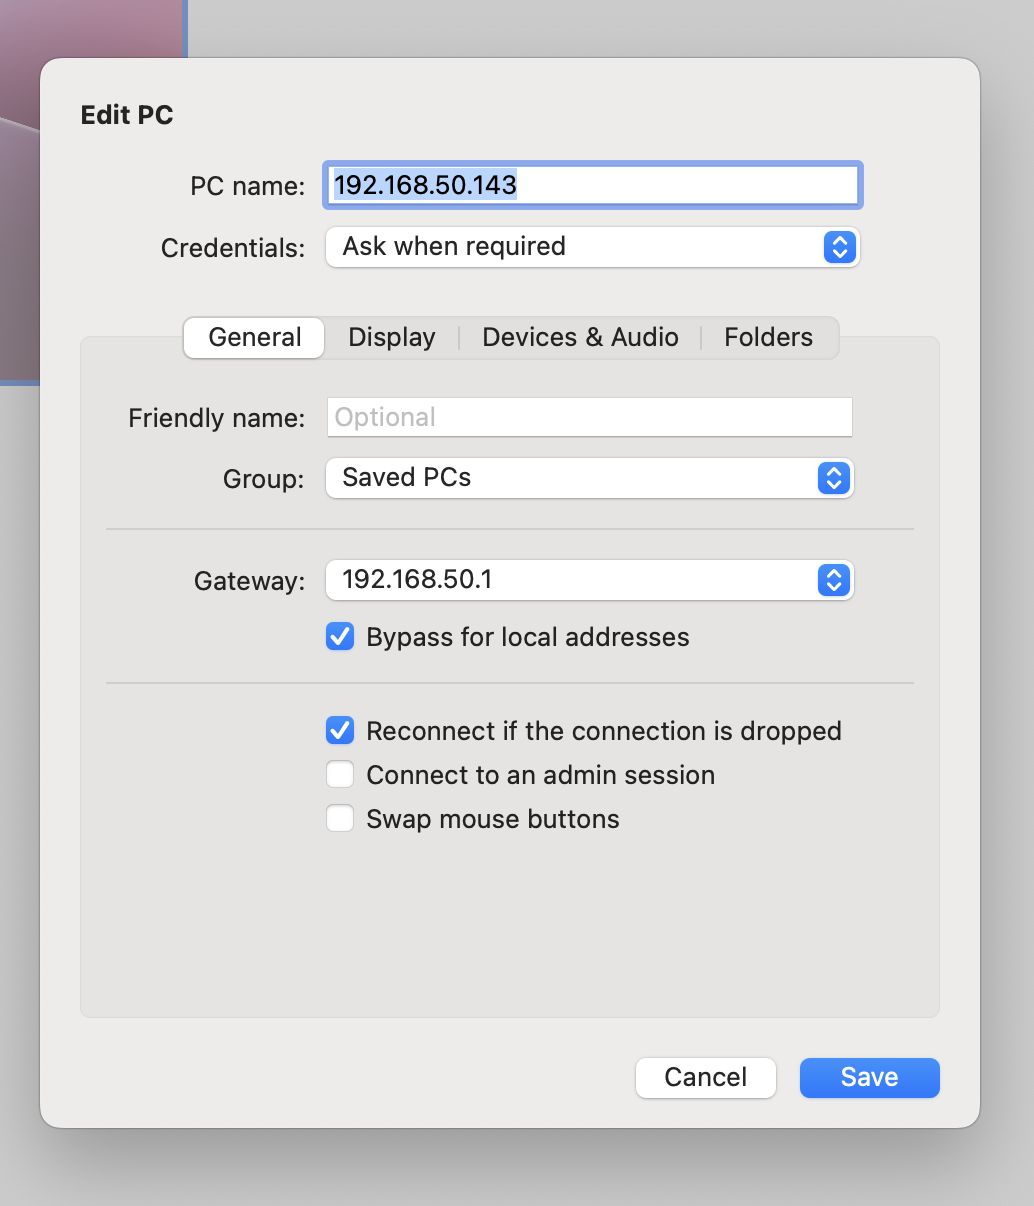 Edit PC
PC name: 192.168.50.143
Credentials: Ask when required
General Display Devices & Audio Folders
Friendly name: Optional
Group: Saved PCs
Gateway: 192.168.50.1
Bypass for local addresses
Reconnect if the connection is dropped
Connect to an admin session
Swap mouse buttons
Cancel Save